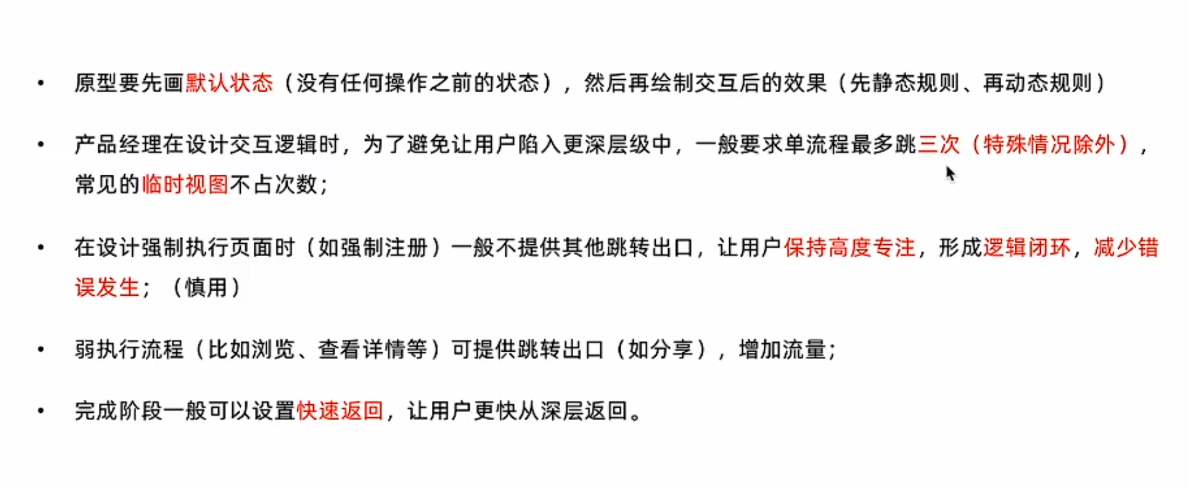 • 原型要先画默认状态（没有任何操作之前的状态），然后再绘制交互后的效果（先静态规则、再动态规则）
• 产品经理在设计交互逻辑时，为了避免让用户陷入更深层级中，一般要求单流程最多跳三次（特殊情况除外），
常见的临时视图不占次数；
• 在设计强制执行页面时（如强制注册）一般不提供其他跳转出口，让用户保持高度专注，形成逻辑闭环，减少错
误发生；（慎用）
• 弱执行流程（比如浏览、查看详情等）可提供跳转出口（如分享），增加流量；
• 完成阶段一般可以设置快速返回，让用户更快从深层返回。